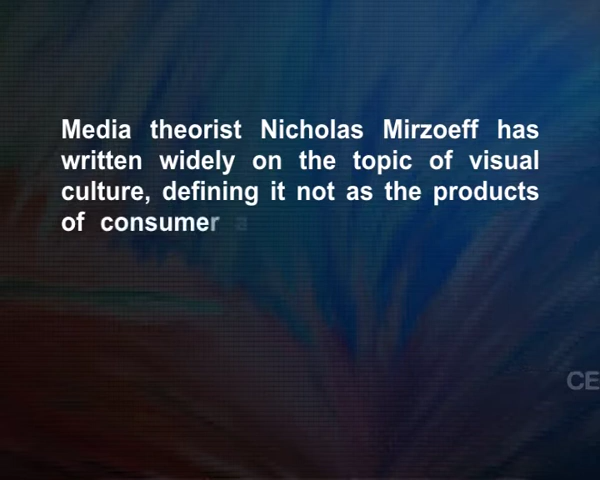 Media theorist Nicholas Mirzoeff has
written widely on the topic of visual
culture, defining it not as the products
of consumer a
CE